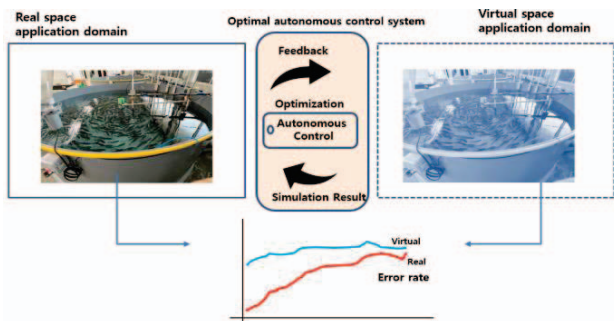 Real space
application domain
Optimal autonomous control system
Virtual space
application domain
Feedback
Optimization
Autonomous
Control
Simulation Result
Virtual
Real
Error rate